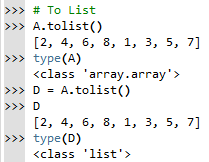 >>> # To List
>>> A.tolist()
[2, 4, 6, 8, 1, 3, 5, 7]
>>> type(A)
<class 'array.array'>
>>> D = A.tolist()
>>> D
[2, 4, 6, 8, 1, 3, 5, 7]
>>> type(D)
<class 'list'>